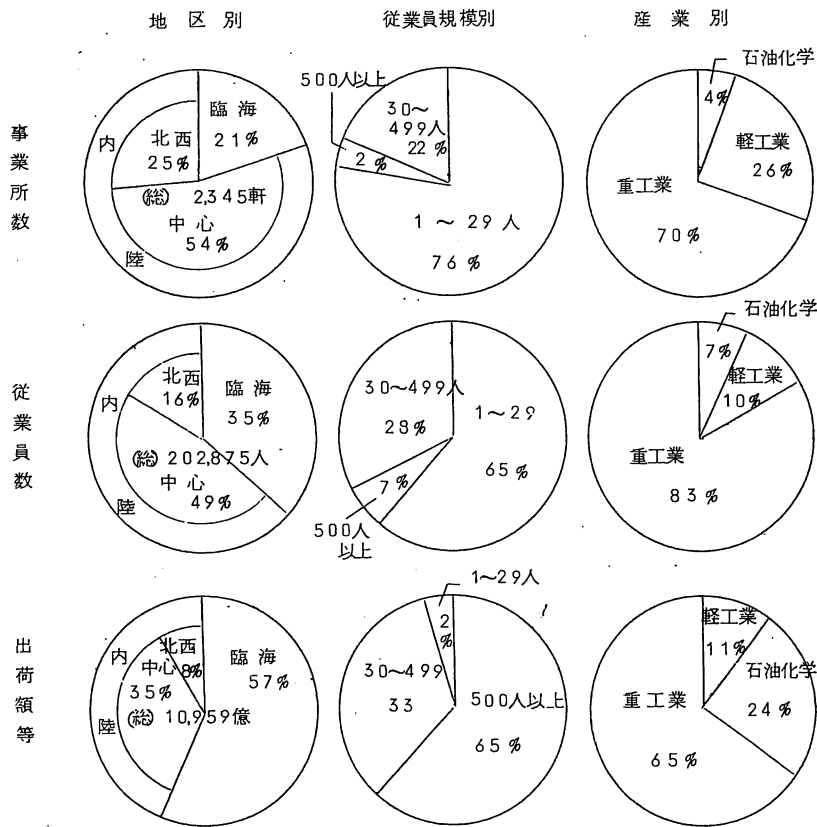 地区別
従業員規模別
産業別
事業所数
内
陸
北西
25%
臨海
21%
(総) 2,345軒
中心
54%
500人以上
2%
30～
499人
22%
1～29人
76%
石油化学
4%
軽工業
26%
重工業
70%
従業員数
内
陸
北西
16%
臨海
35%
(総) 202,875人
中心
49%
30～499人
28%
1～29
65%
7%
500人
以上
石油化学
7%
軽工業
10%
重工業
83%
出荷額等
内
陸
北西
8%
中心
35%
臨海
57%
(総) 10,959億
1～29人
2
%
30～499
33
500人以上
65%
軽工業
11%
石油化学
24%
重工業
65%